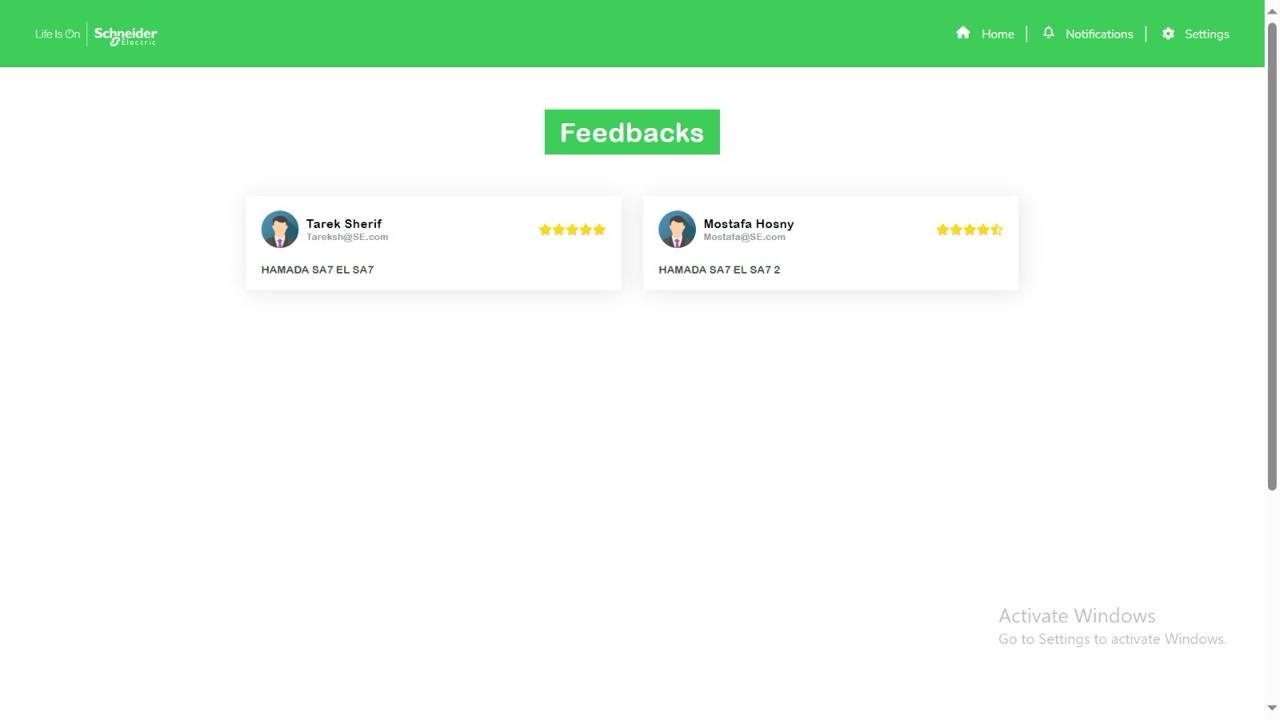 Life Is On | Schneider Electric
Home | Notifications | Settings
Feedbacks
Tarek Sherif
Tareksh@SE.com
HAMADA SA7 EL SA7
Mostafa Hosny
Mostafa@SE.com
HAMADA SA7 EL SA7 2
Activate Windows
Go to Settings to activate Windows.